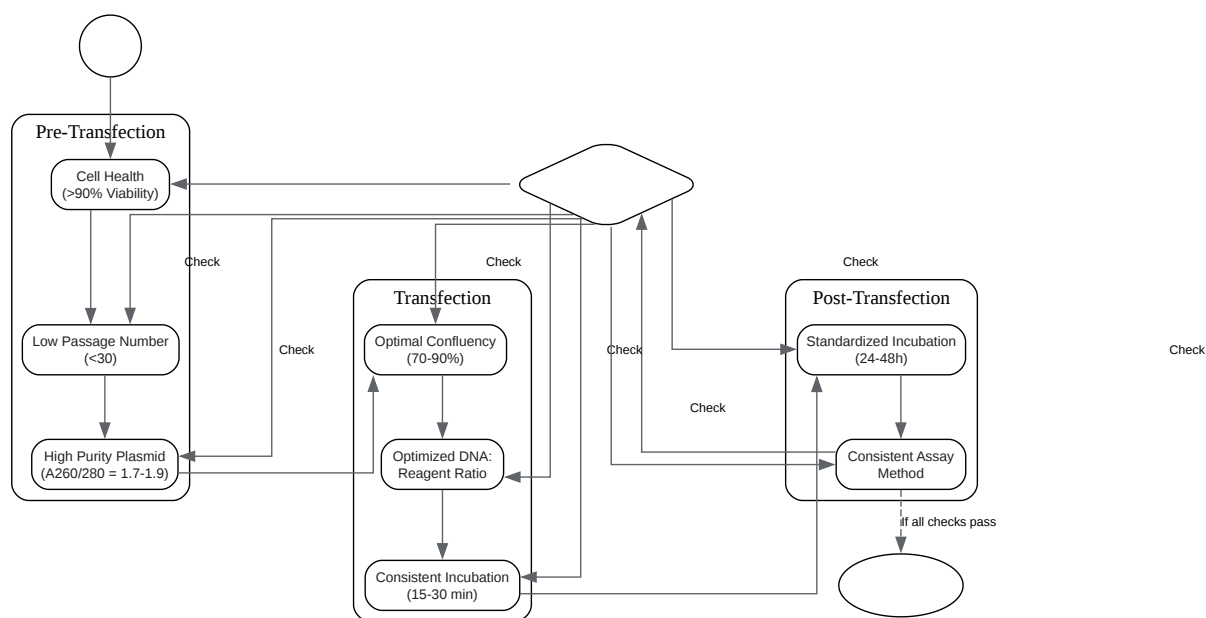 Pre-Transfection
Cell Health
(>90% Viability)
Check
Check
Check
Transfection
Post-Transfection
Low Passage Number
(<30)
Check
Optimal Confluency
(70-90%)
Check
Standardized Incubation
(24-48h)
Check
Check
High Purity Plasmid
(A260/280 = 1.7-1.9)
Optimized DNA:
Reagent Ratio
Consistent Assay
Method
If all checks pass
Consistent Incubation
(15-30 min)